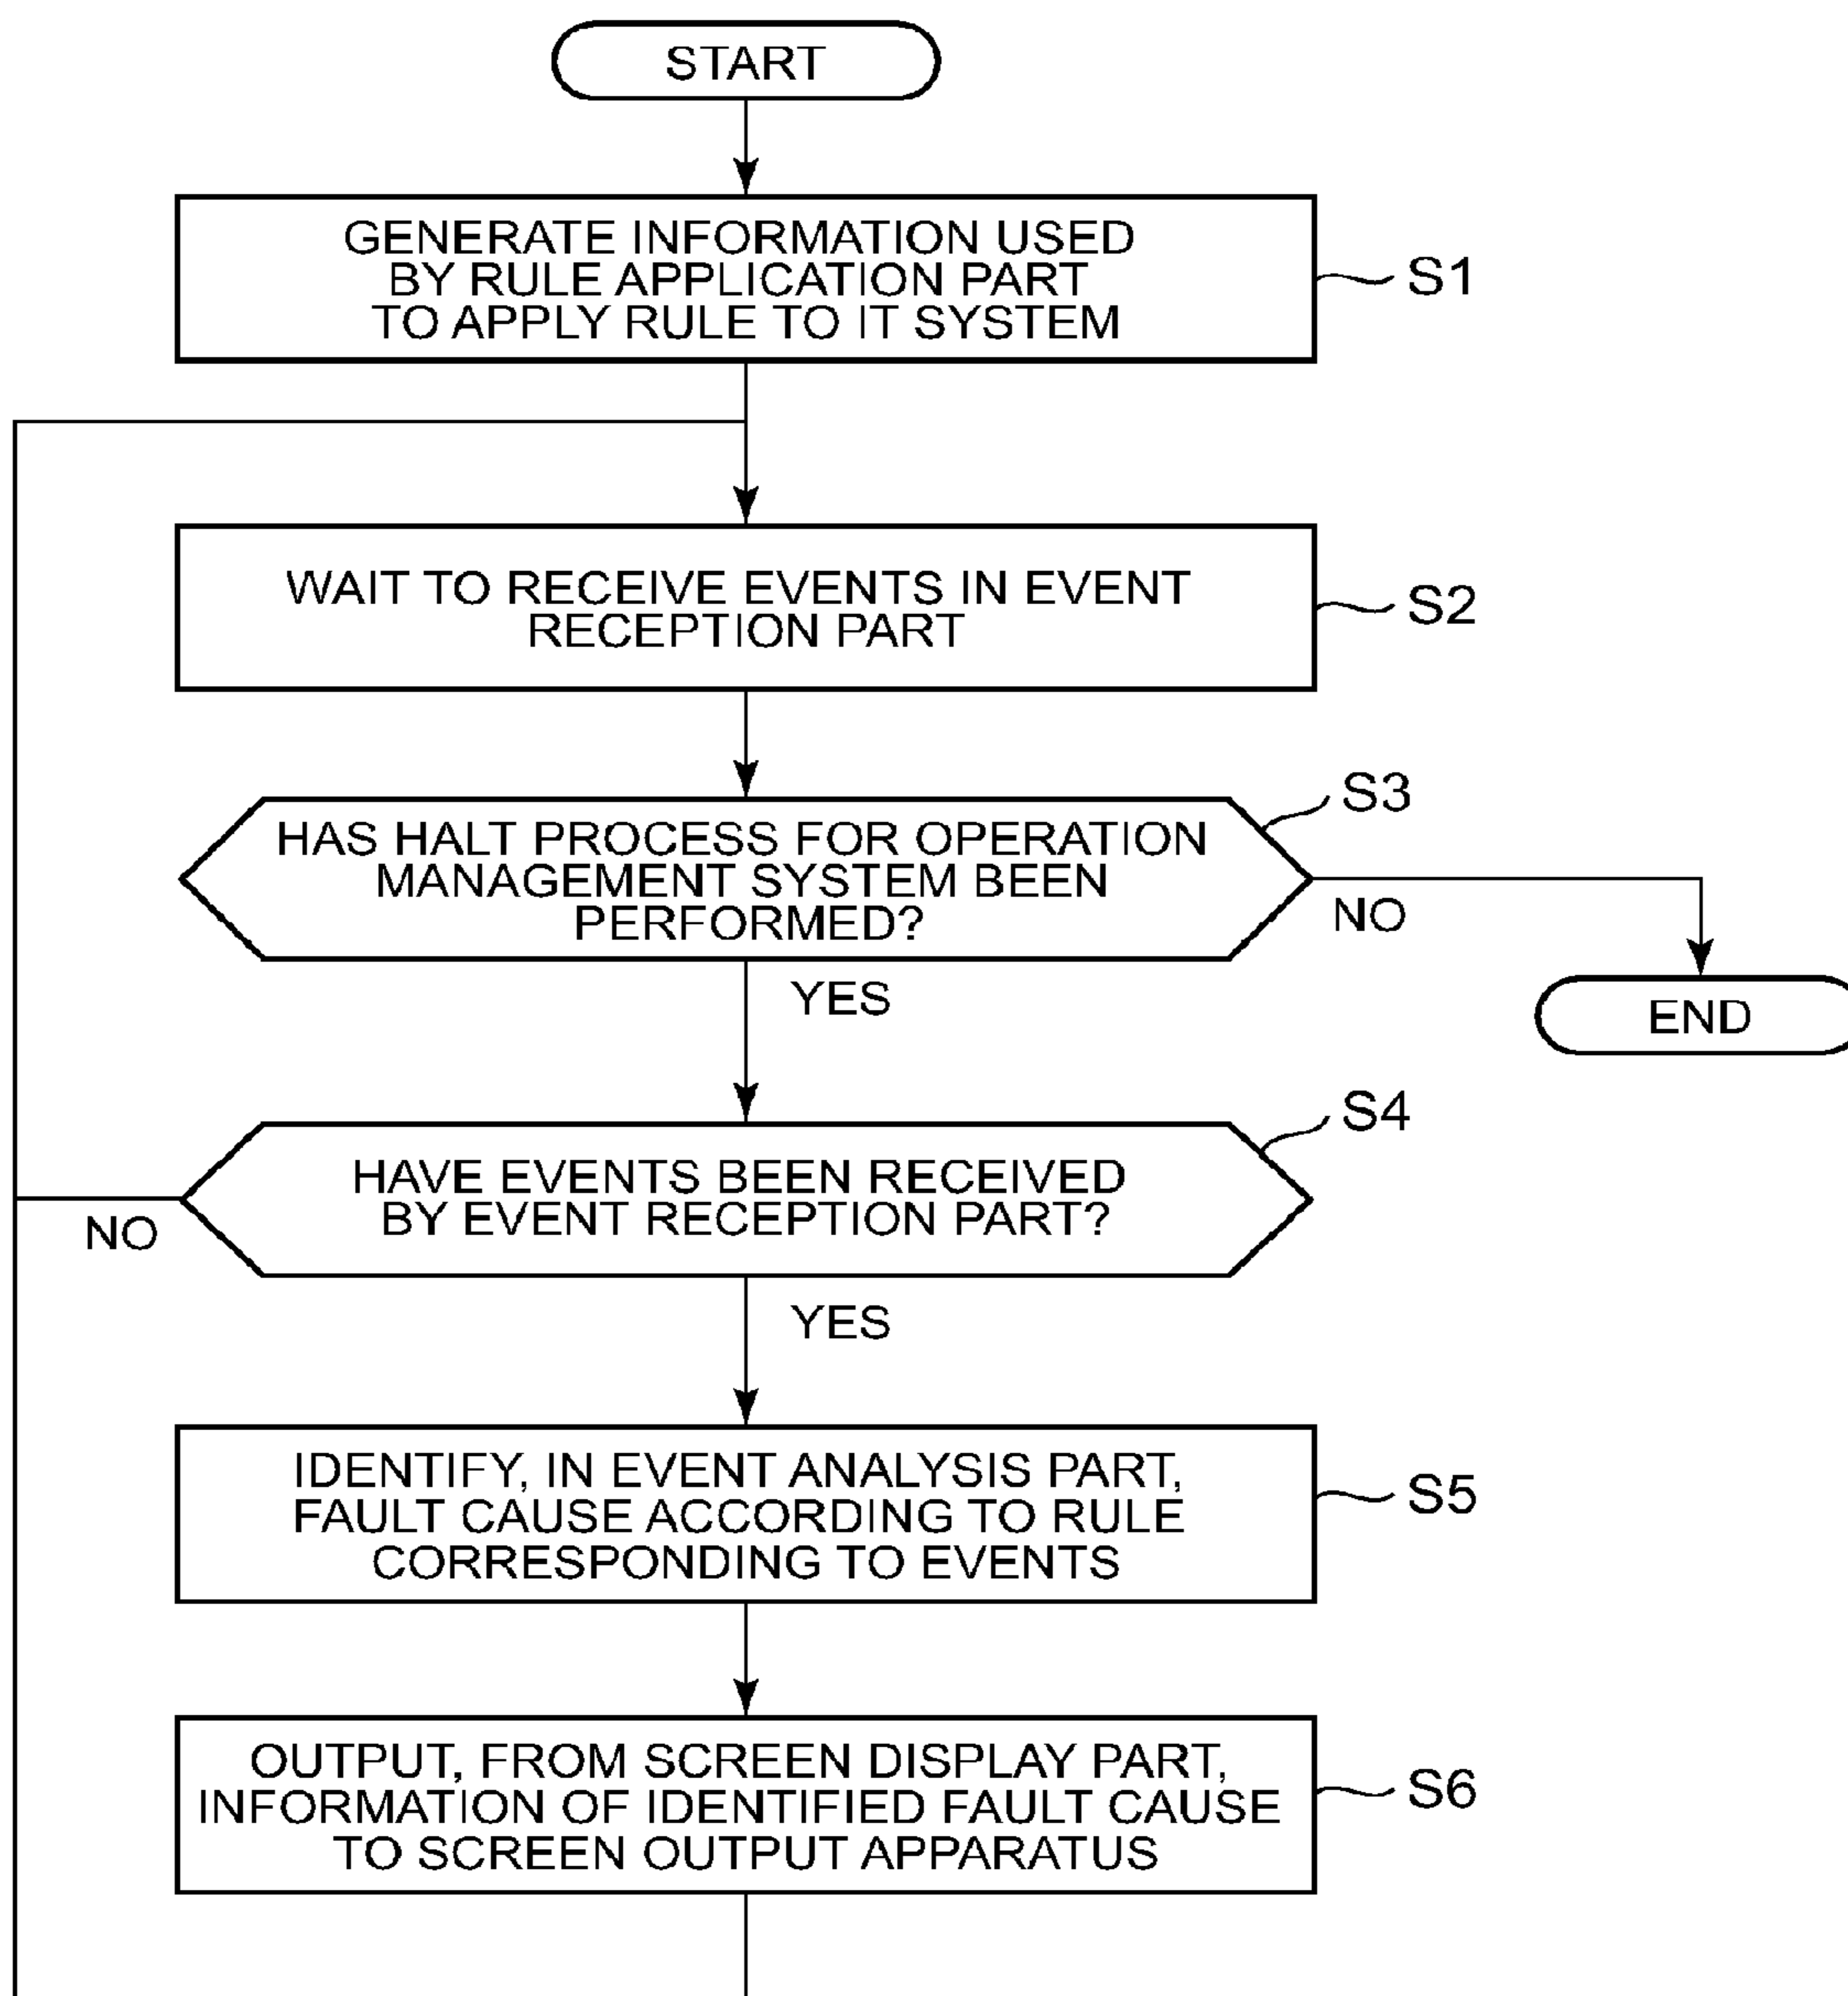 START
GENERATE INFORMATION USED
BY RULE APPLICATION PART
TO APPLY RULE TO IT SYSTEM
S1
WAIT TO RECEIVE EVENTS IN EVENT
RECEPTION PART
S2
S3
HAS HALT PROCESS FOR OPERATION
MANAGEMENT SYSTEM BEEN
PERFORMED?
NO
YES
END
S4
HAVE EVENTS BEEN RECEIVED
BY EVENT RECEPTION PART?
NO
YES
IDENTIFY, IN EVENT ANALYSIS PART,
FAULT CAUSE ACCORDING TO RULE
CORRESPONDING TO EVENTS
S5
OUTPUT, FROM SCREEN DISPLAY PART,
INFORMATION OF IDENTIFIED FAULT CAUSE
TO SCREEN OUTPUT APPARATUS
S6